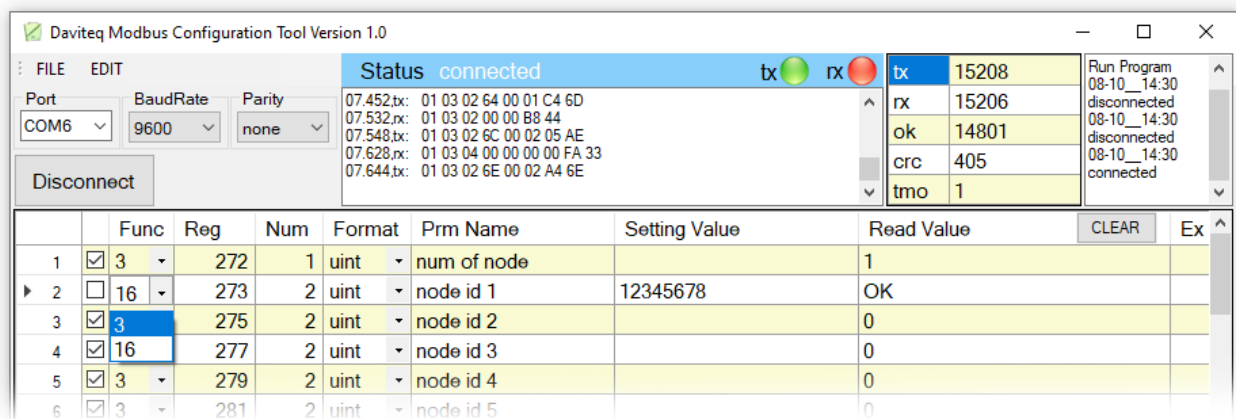 Daviteq Modbus Configuration Tool Version 1.0
FILE EDIT
Status connected tx rx
Port BaudRate Parity
COM6 9600 none
Disconnect
07.452,tx: 01 03 02 64 00 01 C4 6D
07.532,rx: 01 03 02 00 00 B8 44
07.548,tx: 01 03 02 6C 00 02 05 AE
07.628,rx: 01 03 04 00 00 00 00 FA 33
07.644,tx: 01 03 02 6E 00 02 A4 6E
tx 15208
rx 15206
ok 14801
crc 405
tmo 1
Run Program
08-10__14:30
disconnected
08-10__14:30
disconnected
08-10__14:30
connected
Func Reg Num Format Prm Name Setting Value Read Value CLEAR Ex
1 3 272 1 uint num of node 1
2 16 273 2 uint node id 1 12345678 OK
3 3 275 2 uint node id 2 0
4 16 277 2 uint node id 3 0
5 3 279 2 uint node id 4 0
6 3 281 2 uint node id 5 0